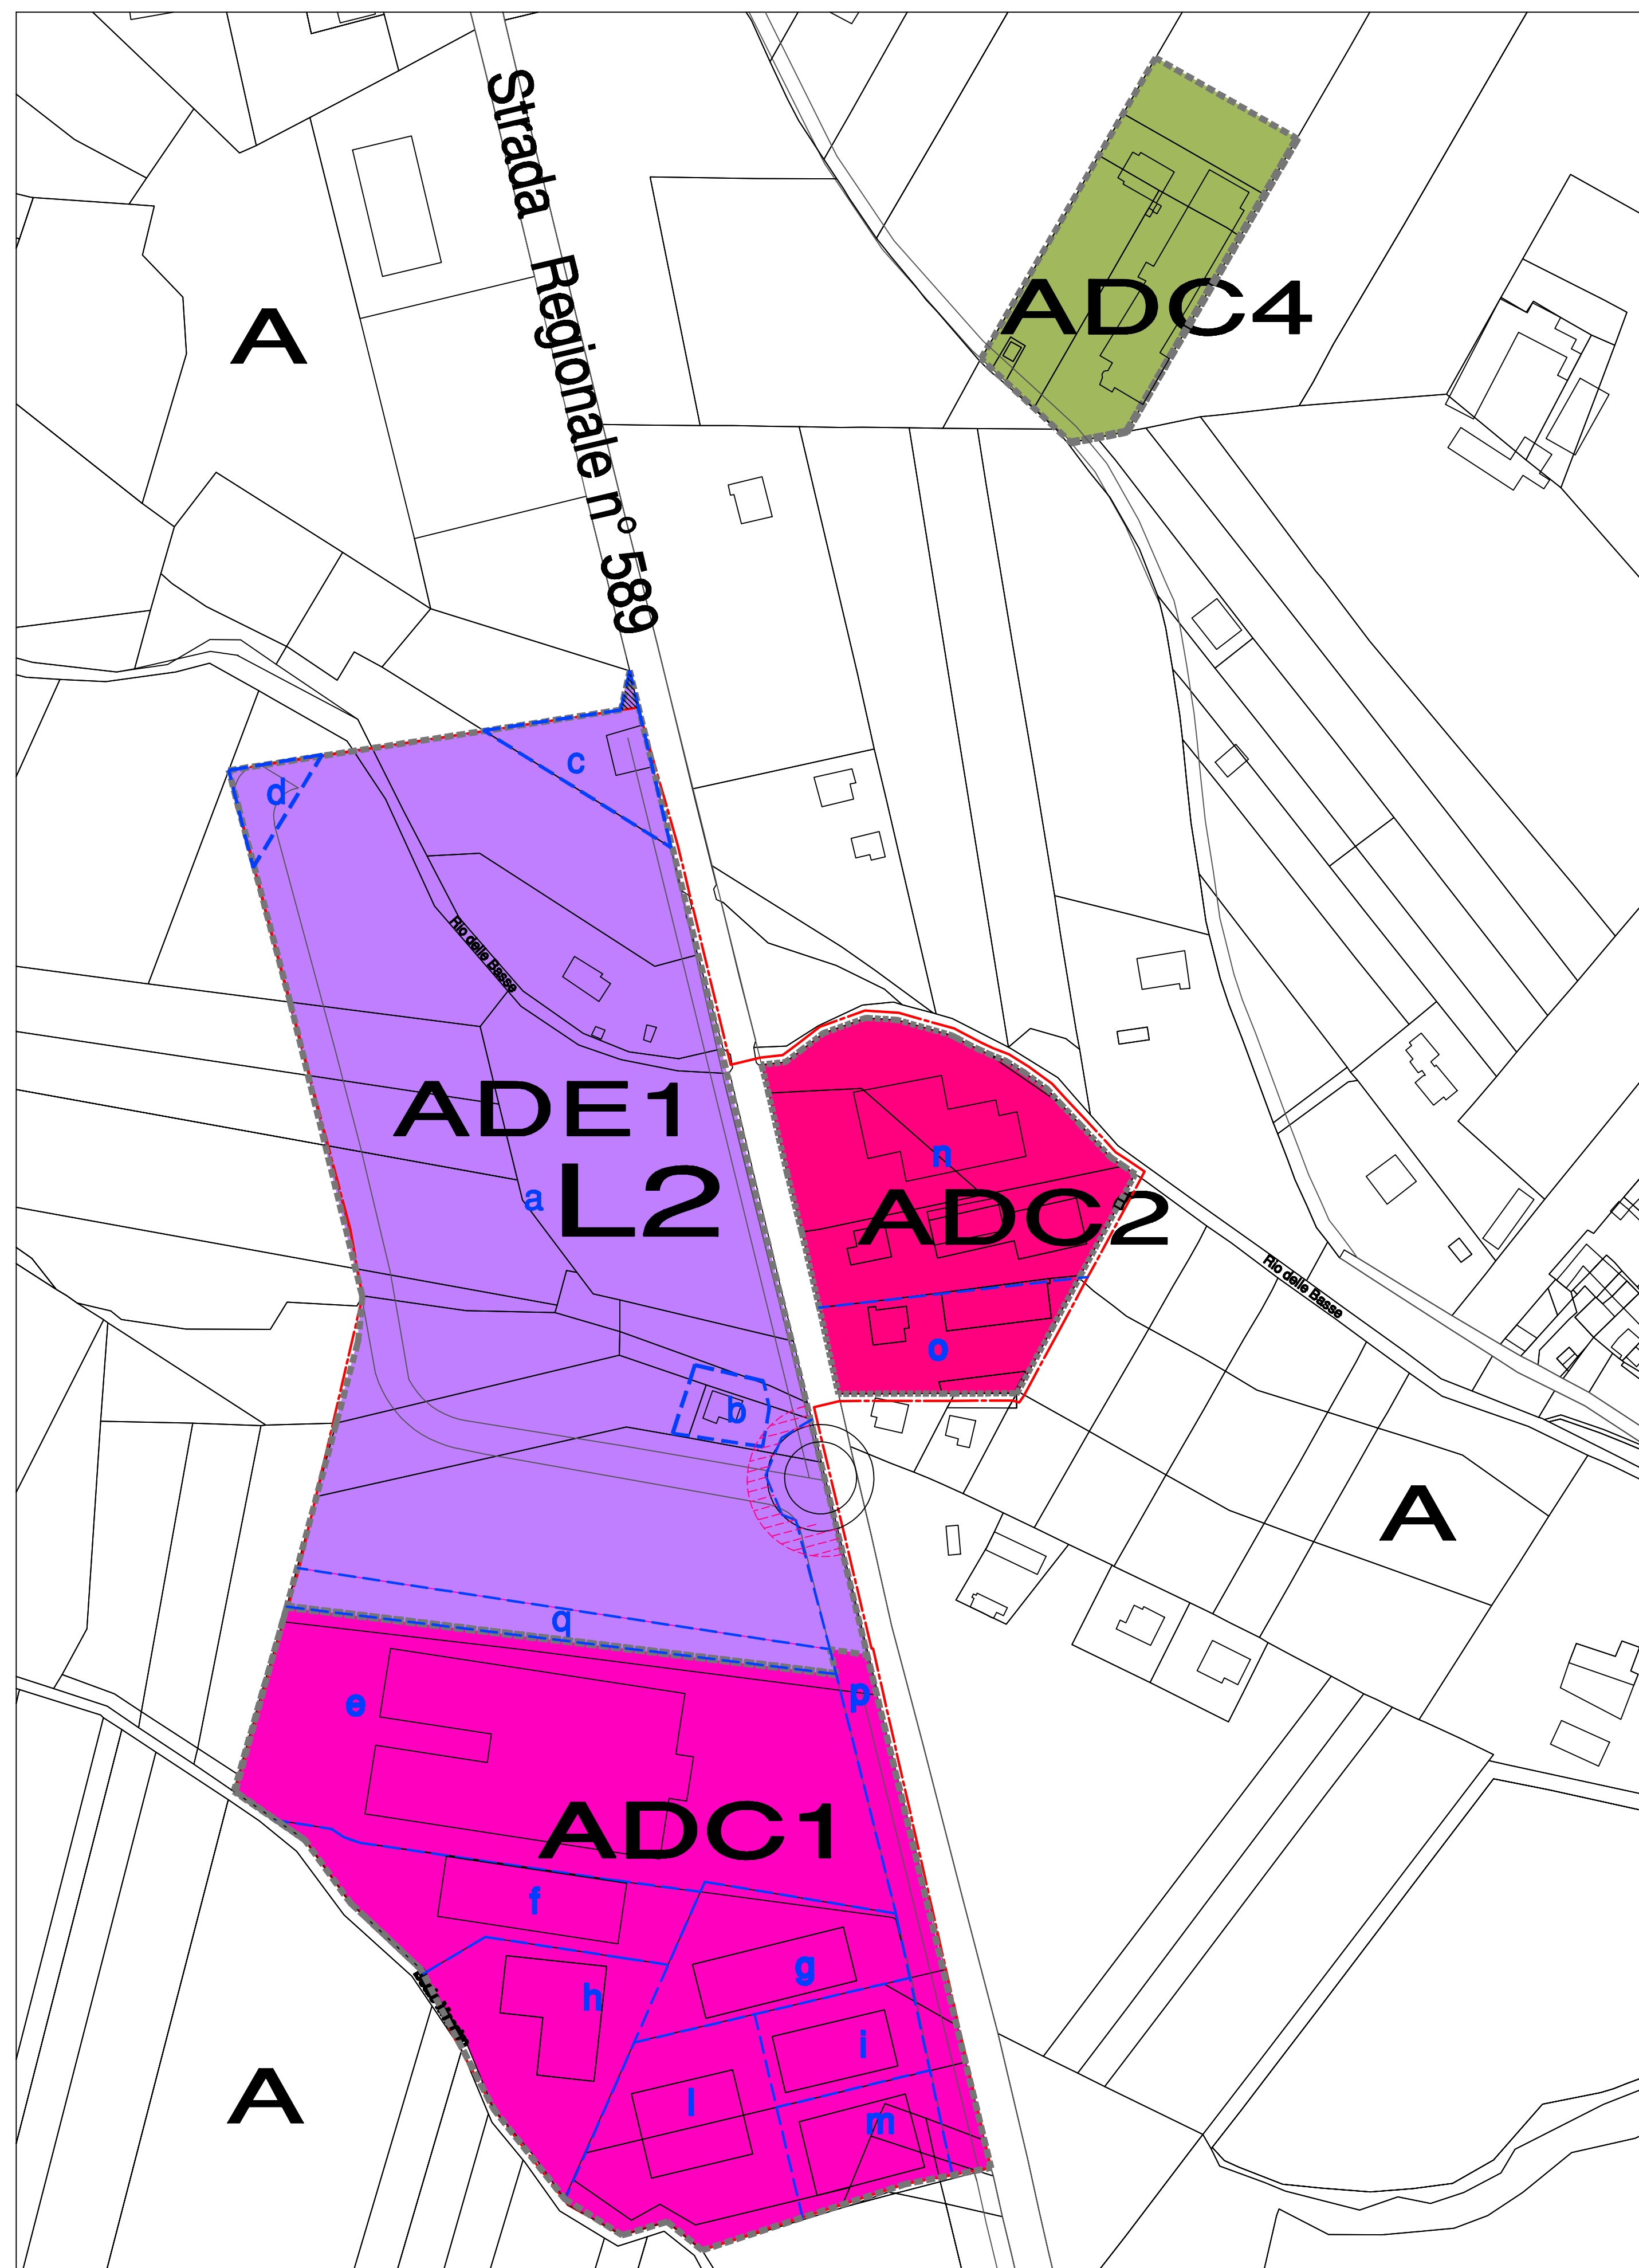 Strada Regionale n° 589
ADC4
A
c
d
Rio delle Basse
ADE1
n
a
L2
ADC2
Rio delle Basse
o
b
A
q
e
p
ADC1
f
g
h
i
l
m
A